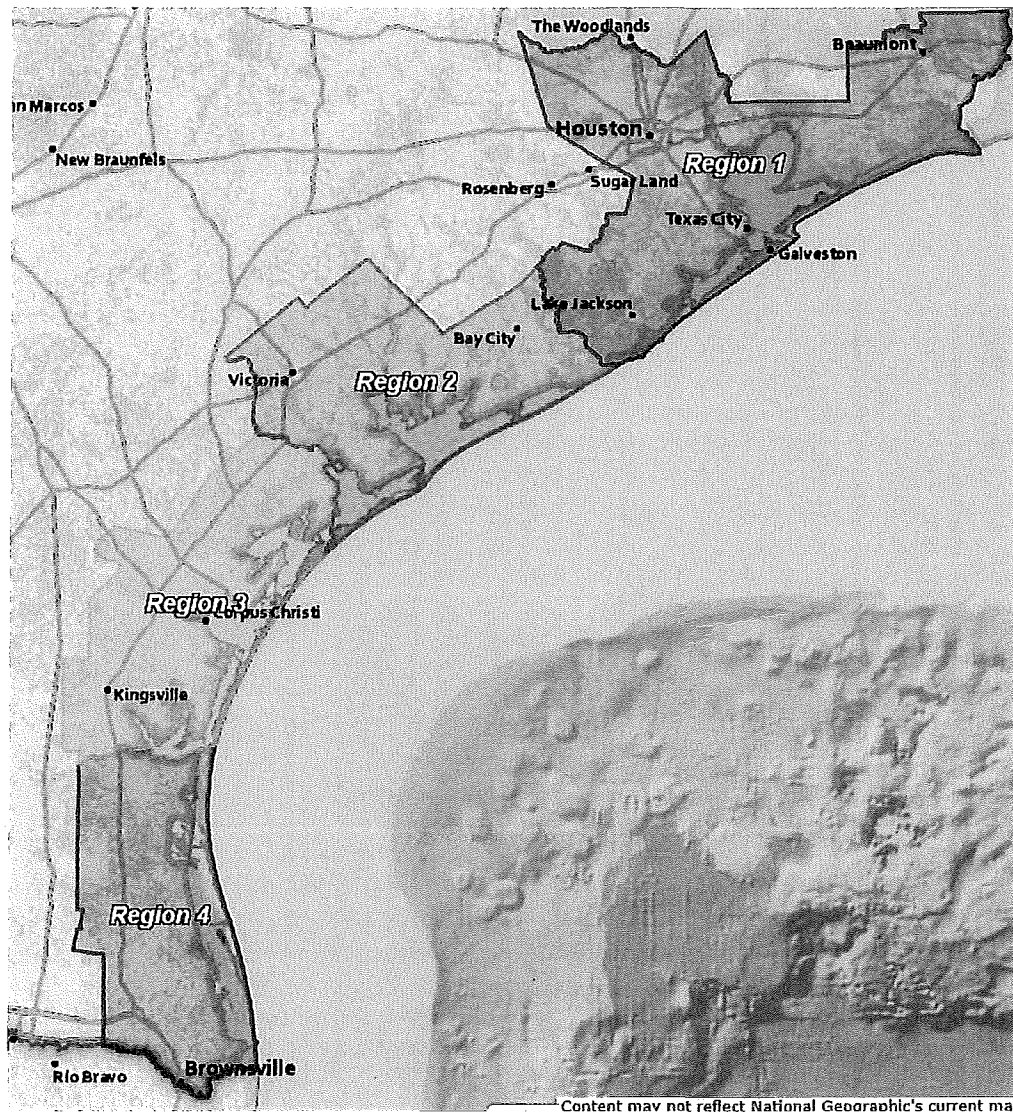 The Woodlands
Beaumont
nn Marcos
Houston
New Braunfels
Region 1
Sugar Land
Rosenberg
Texas City
Galveston
Lake Jackson
Bay City
Victoria
Region 2
Region 3
Corpus Christi
Kingsville
Region 4
Brownsville
Rio Bravo
Content may not reflect National Geographic's current ma